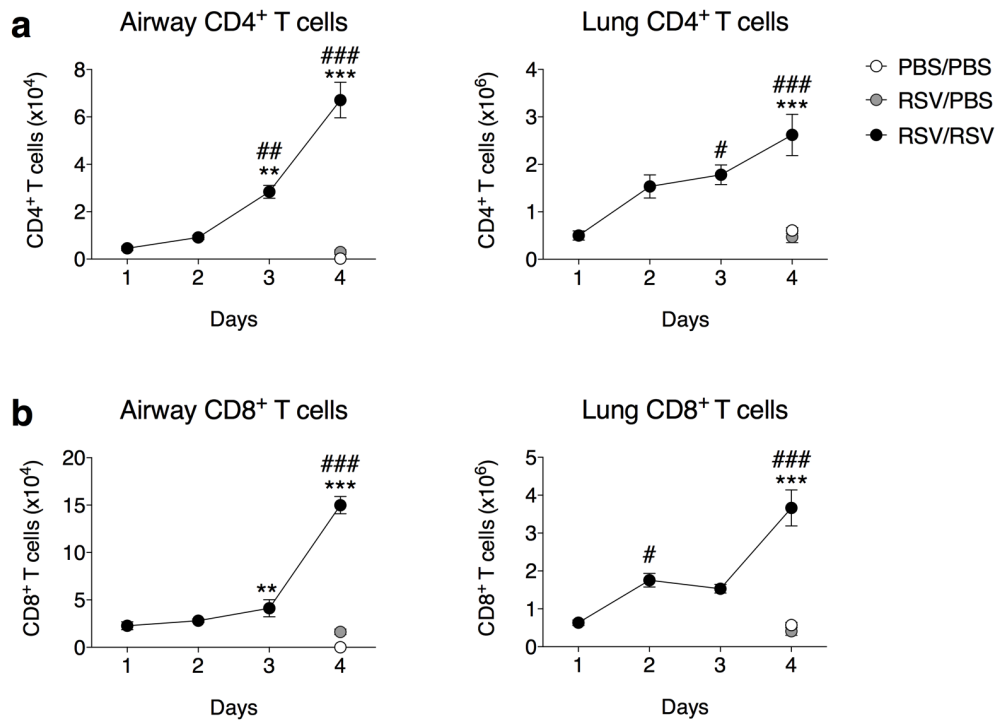 a
Airway CD4+ T cells
CD4+ T cells (x104)
8
6
4
2
0
##
**
###
***
1 2 3 4
Days
Lung CD4+ T cells
CD4+ T cells (x106)
4
3
2
1
0
#
###
***
1 2 3 4
Days
PBS/PBS
RSV/PBS
RSV/RSV
b
Airway CD8+ T cells
CD8+ T cells (x104)
20
15
10
5
0
**
###
***
1 2 3 4
Days
Lung CD8+ T cells
CD8+ T cells (x106)
5
4
3
2
1
0
#
###
***
1 2 3 4
Days